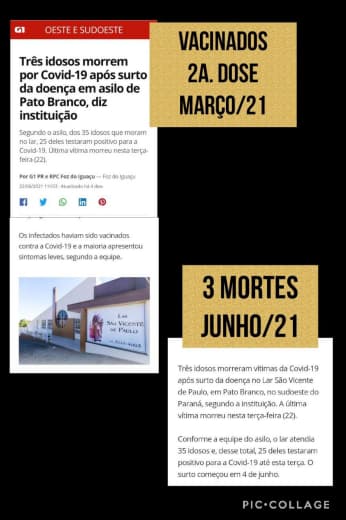 G1 OESTE E SUDOESTE
Três idosos morrem
por Covid-19 após surto
da doença em asilo de
Pato Branco, diz
instituição
Segundo o asilo, dos 35 idosos que moram
no lar, 25 deles testaram positivo para a
Covid-19. Última vítima morreu nesta terça-
feira (22).
Por G1 PR e RPC Foz do Iguaçu — Foz do Iguaçu
22/06/2021 11h53 · Atualizado há 4 dias
Os infectados haviam sido vacinados
contra a Covid-19 e a maioria apresentou
sintomas leves, segundo a equipe.
LAR
SÃO VICENTE
DE PAULO
VACINADOS
2A. DOSE
MARÇO/21
3 MORTES
JUNHO/21
Três idosos morreram vítimas da Covid-19
após surto da doença no Lar São Vicente
de Paulo, em Pato Branco, no sudoeste do
Paraná, segundo a instituição. A última
vítima morreu nesta terça-feira (22).
Conforme a equipe do asilo, o lar atendia
35 idosos e, desse total, 25 deles testaram
positivo para a Covid-19 até esta terça. O
surto começou em 4 de junho.
PIC•COLLAGE